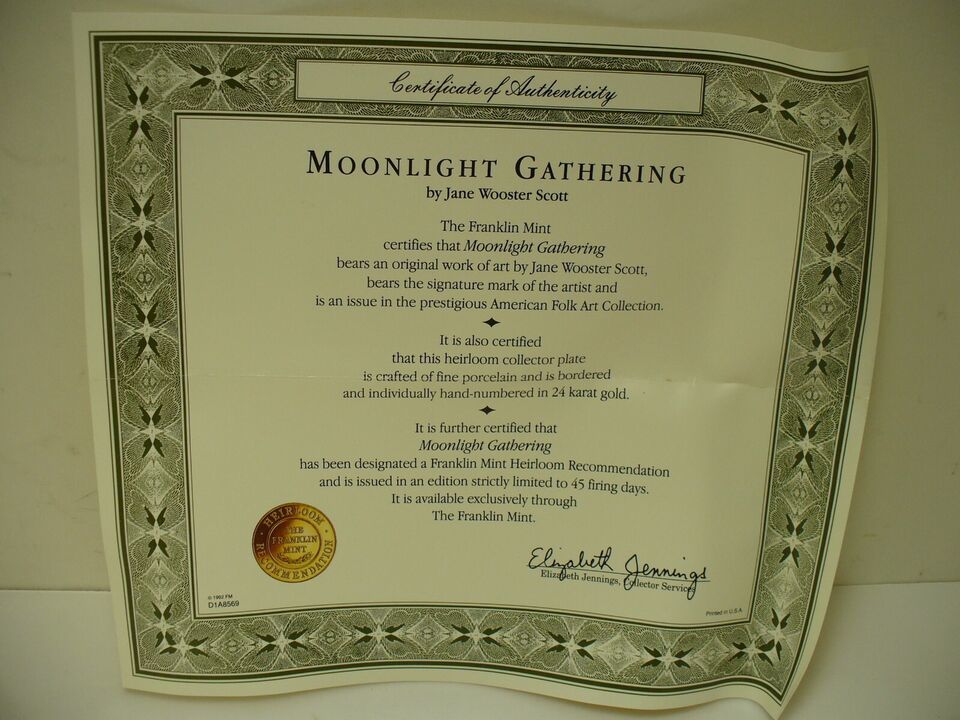 Certificate of Authenticity
MOONLIGHT GATHERING
by Jane Wooster Scott
The Franklin Mint
certifies that Moonlight Gathering
bears an original work of art by Jane Wooster Scott,
bears the signature mark of the artist and
is an issue in the prestigious American Folk Art Collection.
It is also certified
that this heirloom collector plate
is crafted of fine porcelain and is bordered
and individually hand-numbered in 24 karat gold.
It is further certified that
Moonlight Gathering
has been designated a Franklin Mint Heirloom Recommendation
and is issued in an edition strictly limited to 45 firing days.
It is available exclusively through
The Franklin Mint.
HEIRLOOM
THE
FRANKLIN
MINT
RECOMMENDATION
Elizabeth Jennings
Elizabeth Jennings, Collector Services
© 1992 FM
D1A8569
Printed in U.S.A.